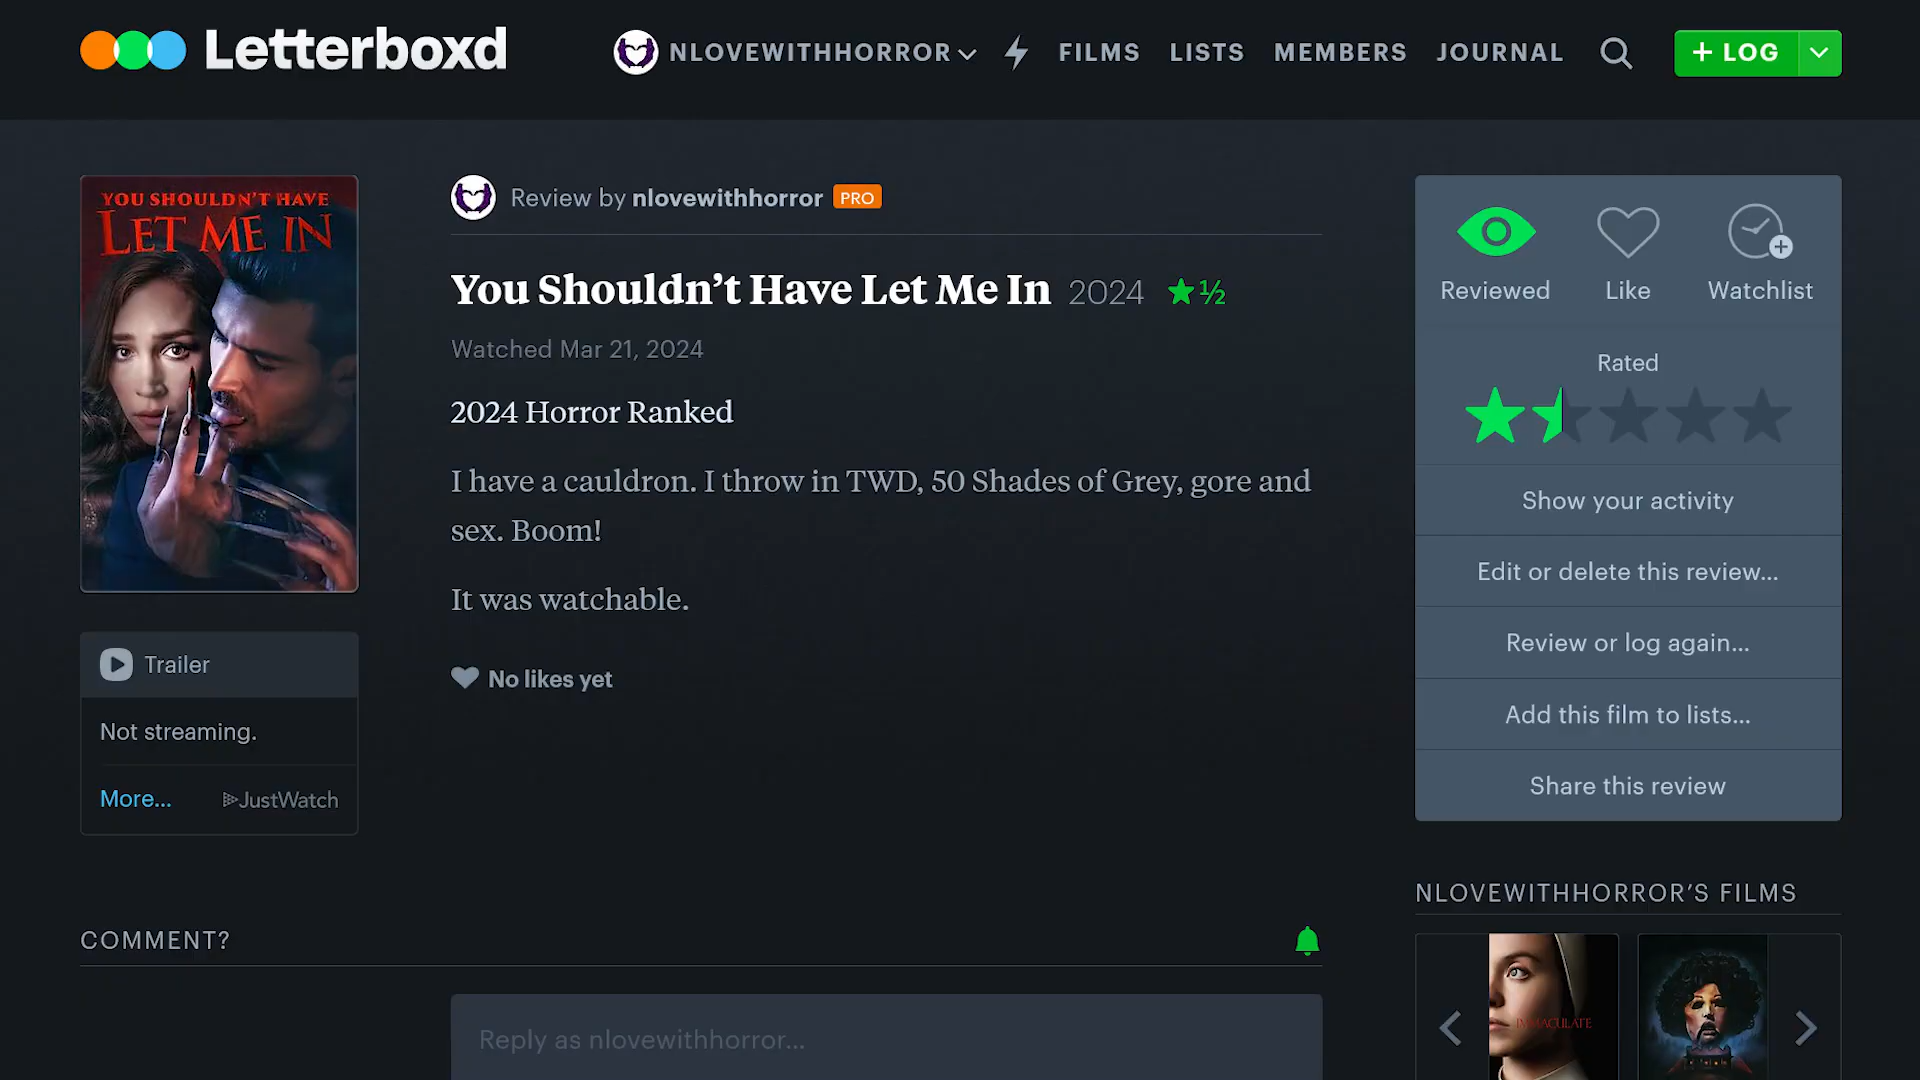 Letterboxd
NLOVEWITHHORROR
FILMS
LISTS
MEMBERS
JOURNAL
+ LOG
YOU SHOULDN'T HAVE
LET ME IN
Review by nlovewithhorror PRO
You Shouldn’t Have Let Me In 2024 ★½
Watched Mar 21, 2024
2024 Horror Ranked
I have a cauldron. I throw in TWD, 50 Shades of Grey, gore and
sex. Boom!
It was watchable.
No likes yet
Trailer
Not streaming.
More...
JustWatch
Reviewed
Like
Watchlist
Rated
Show your activity
Edit or delete this review...
Review or log again...
Add this film to lists...
Share this review
COMMENT?
Reply as nlovewithhorror...
NLOVEWITHHORROR’S FILMS
IMMACULATE